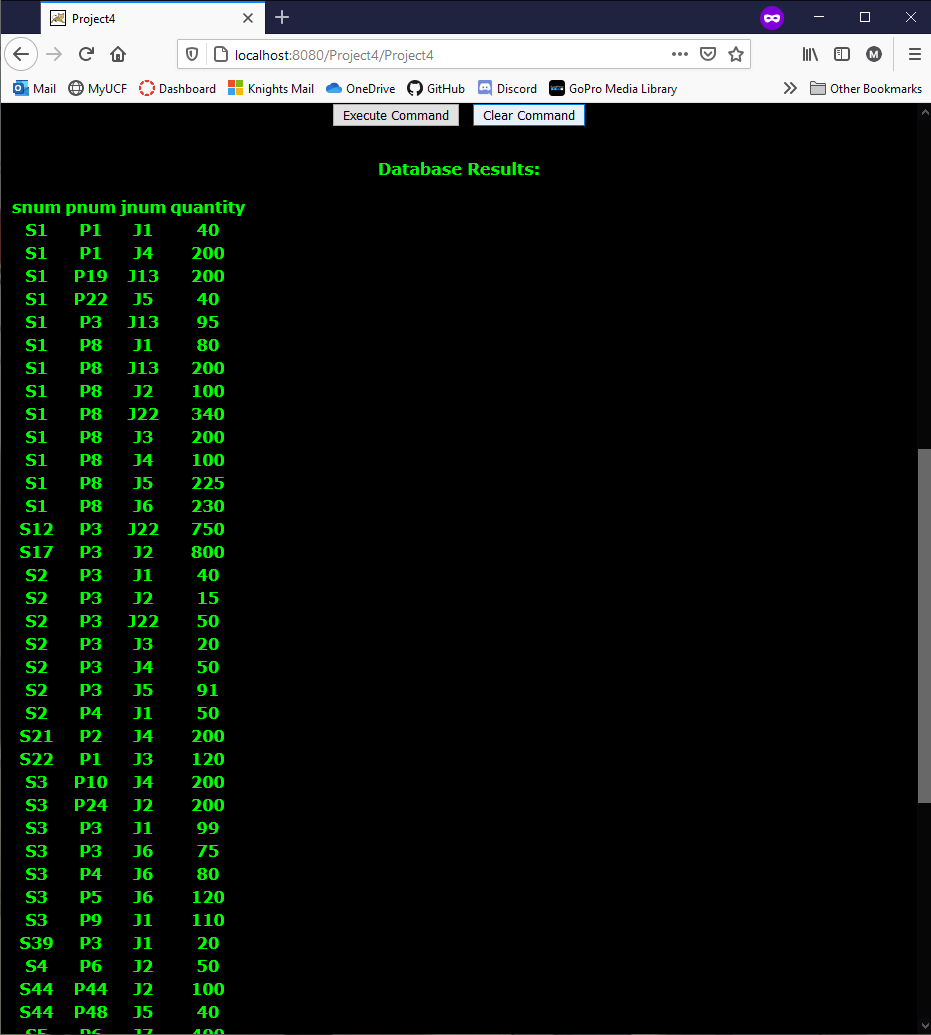 Project4
localhost:8080/Project4/Project4
M
Mail MyUCF Dashboard Knights Mail OneDrive GitHub Discord GoPro Media Library Other Bookmarks
Execute Command Clear Command
Database Results:
snum pnum jnum quantity
S1 P1 J1 40
S1 P1 J4 200
S1 P19 J13 200
S1 P22 J5 40
S1 P3 J13 95
S1 P8 J1 80
S1 P8 J13 200
S1 P8 J2 100
S1 P8 J22 340
S1 P8 J3 200
S1 P8 J4 100
S1 P8 J5 225
S1 P8 J6 230
S12 P3 J22 750
S17 P3 J2 800
S2 P3 J1 40
S2 P3 J2 15
S2 P3 J22 50
S2 P3 J3 20
S2 P3 J4 50
S2 P3 J5 91
S2 P4 J1 50
S21 P2 J4 200
S22 P1 J3 120
S3 P10 J4 200
S3 P24 J2 200
S3 P3 J1 99
S3 P3 J6 75
S3 P4 J6 80
S3 P5 J6 120
S3 P9 J1 110
S39 P3 J1 20
S4 P6 J2 50
S44 P44 J2 100
S44 P48 J5 40